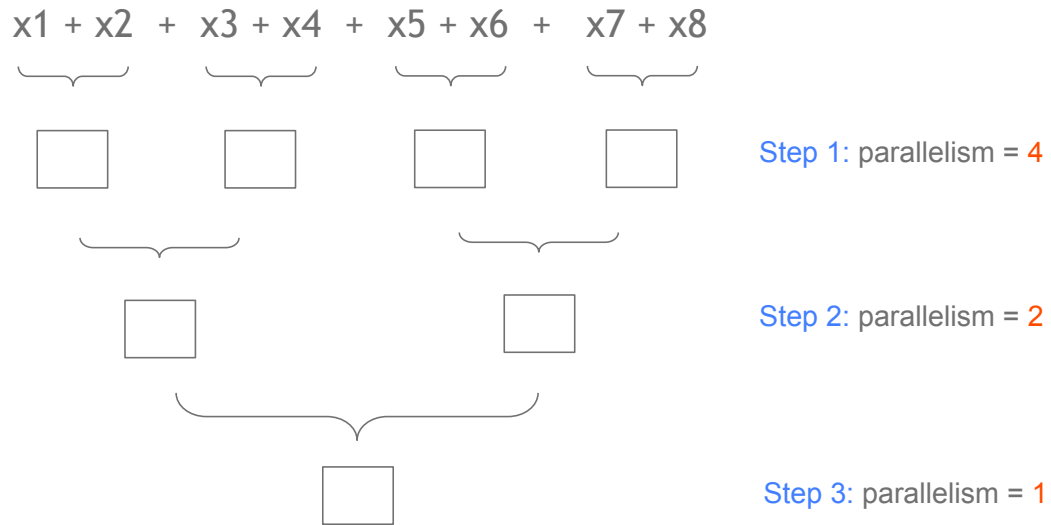 x1 + x2 + x3 + x4 + x5 + x6 + x7 + x8
Step 1: parallelism = 4
Step 2: parallelism = 2
Step 3: parallelism = 1